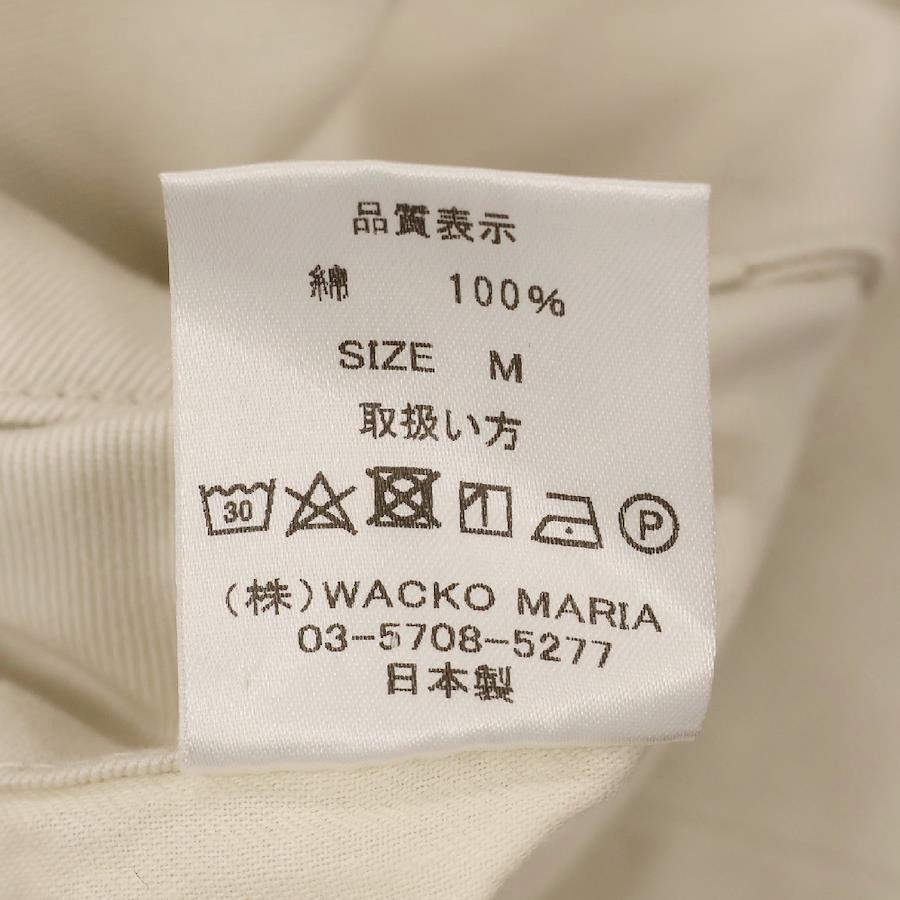 品質表示
綿 100%
SIZE M
取扱い方
30 P
(株)WACKO MARIA
03-5708-5277
日本製